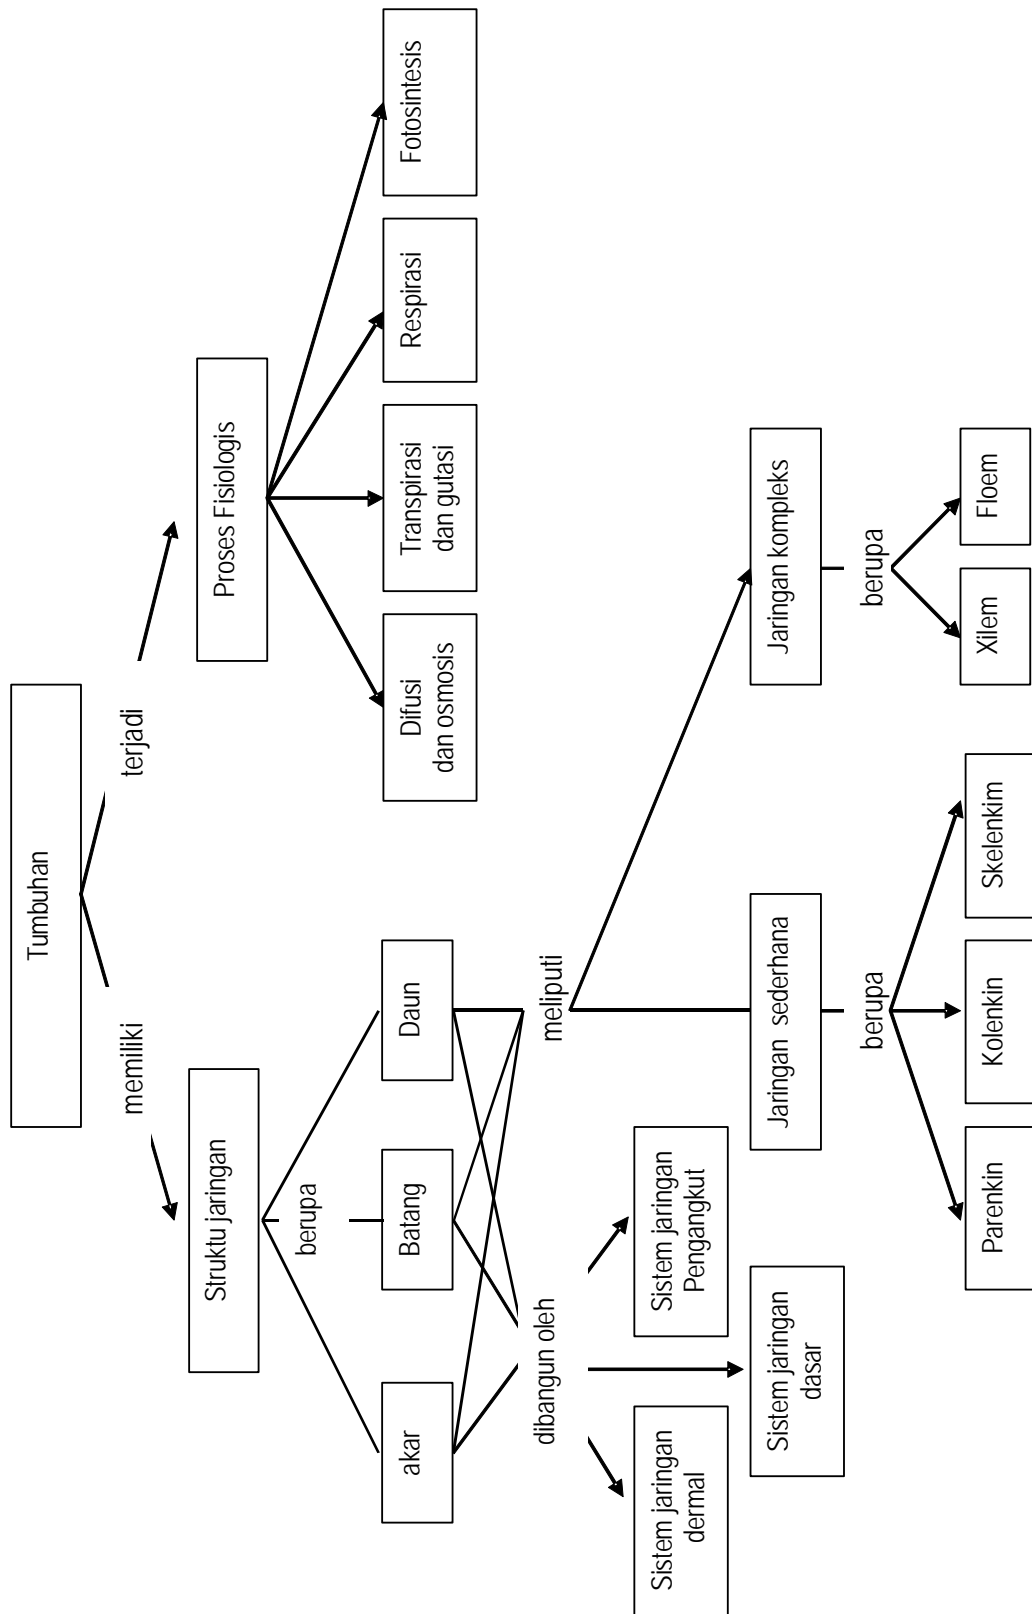 Tumbuhan
memiliki
terjadi
Struktu jaringan
Proses Fisiologis
berupa
akar
Batang
Daun
Difusi
dan osmosis
Transpirasi
dan gutasi
Respirasi
Fotosintesis
dibangun oleh
meliputi
Sistem jaringan
dermal
Sistem jaringan
Pengangkut
Sistem jaringan
dasar
Jaringan sederhana
Jaringan kompleks
berupa
berupa
Parenkin
Kolenkin
Skelenkim
Xilem
Floem